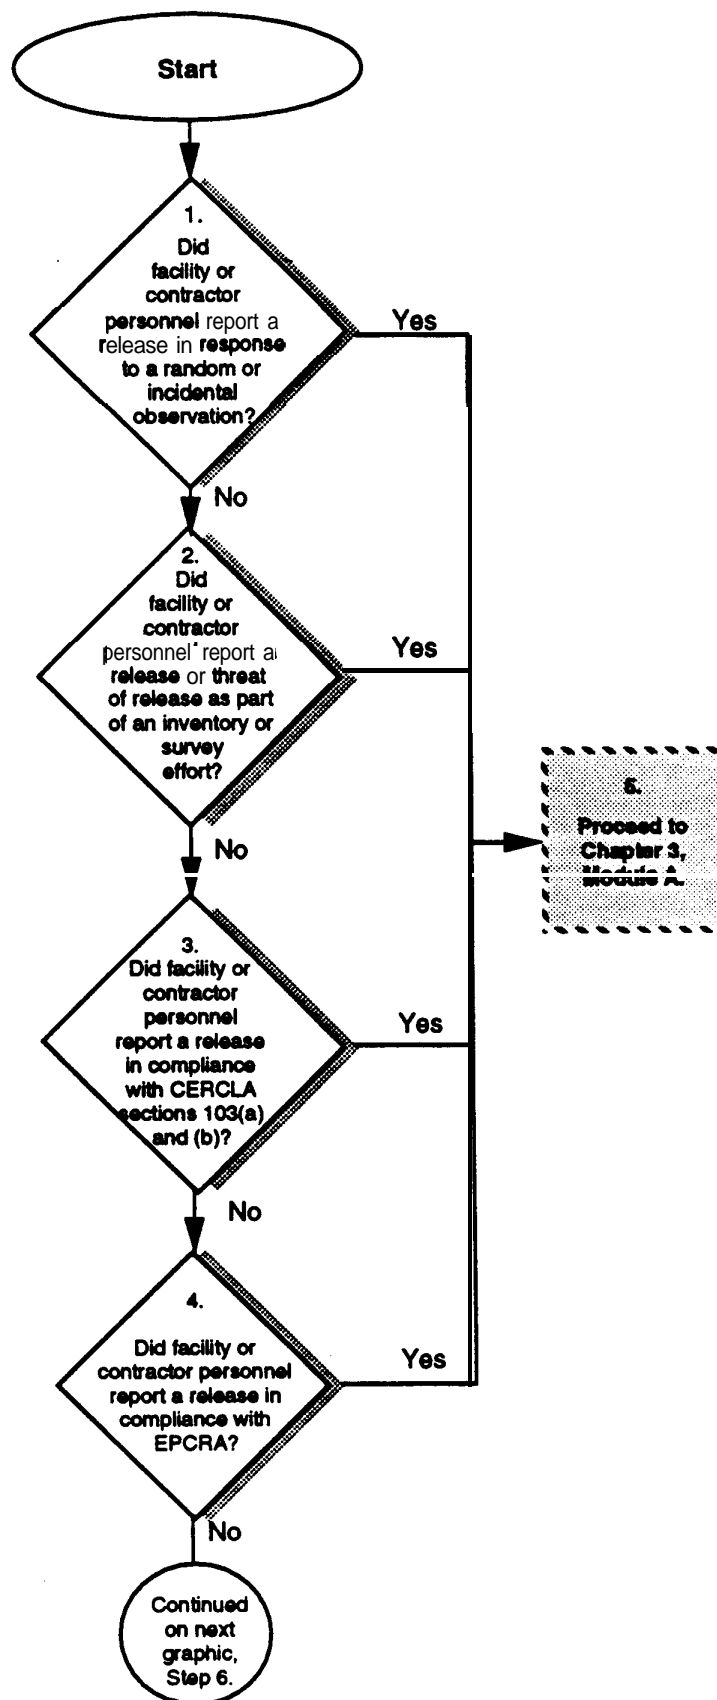 Start
1.
Did
facility or
contractor
personnel report a
release in response
to a random or
incidental
observation?
Yes
No
2.
Did
facility or
contractor
personnel report a
release or threat
of release as part
of an inventory or
survey
effort?
Yes
No
5.
Proceed to
Chapter 3,
Module A.
3.
Did facility or
contractor
personnel
report a release
in compliance
with CERCLA
sections 103(a)
and (b)?
Yes
No
4.
Did facility or
contractor personnel
report a release in
compliance with
EPCRA?
Yes
No
Continued
on next
graphic,
Step 6.